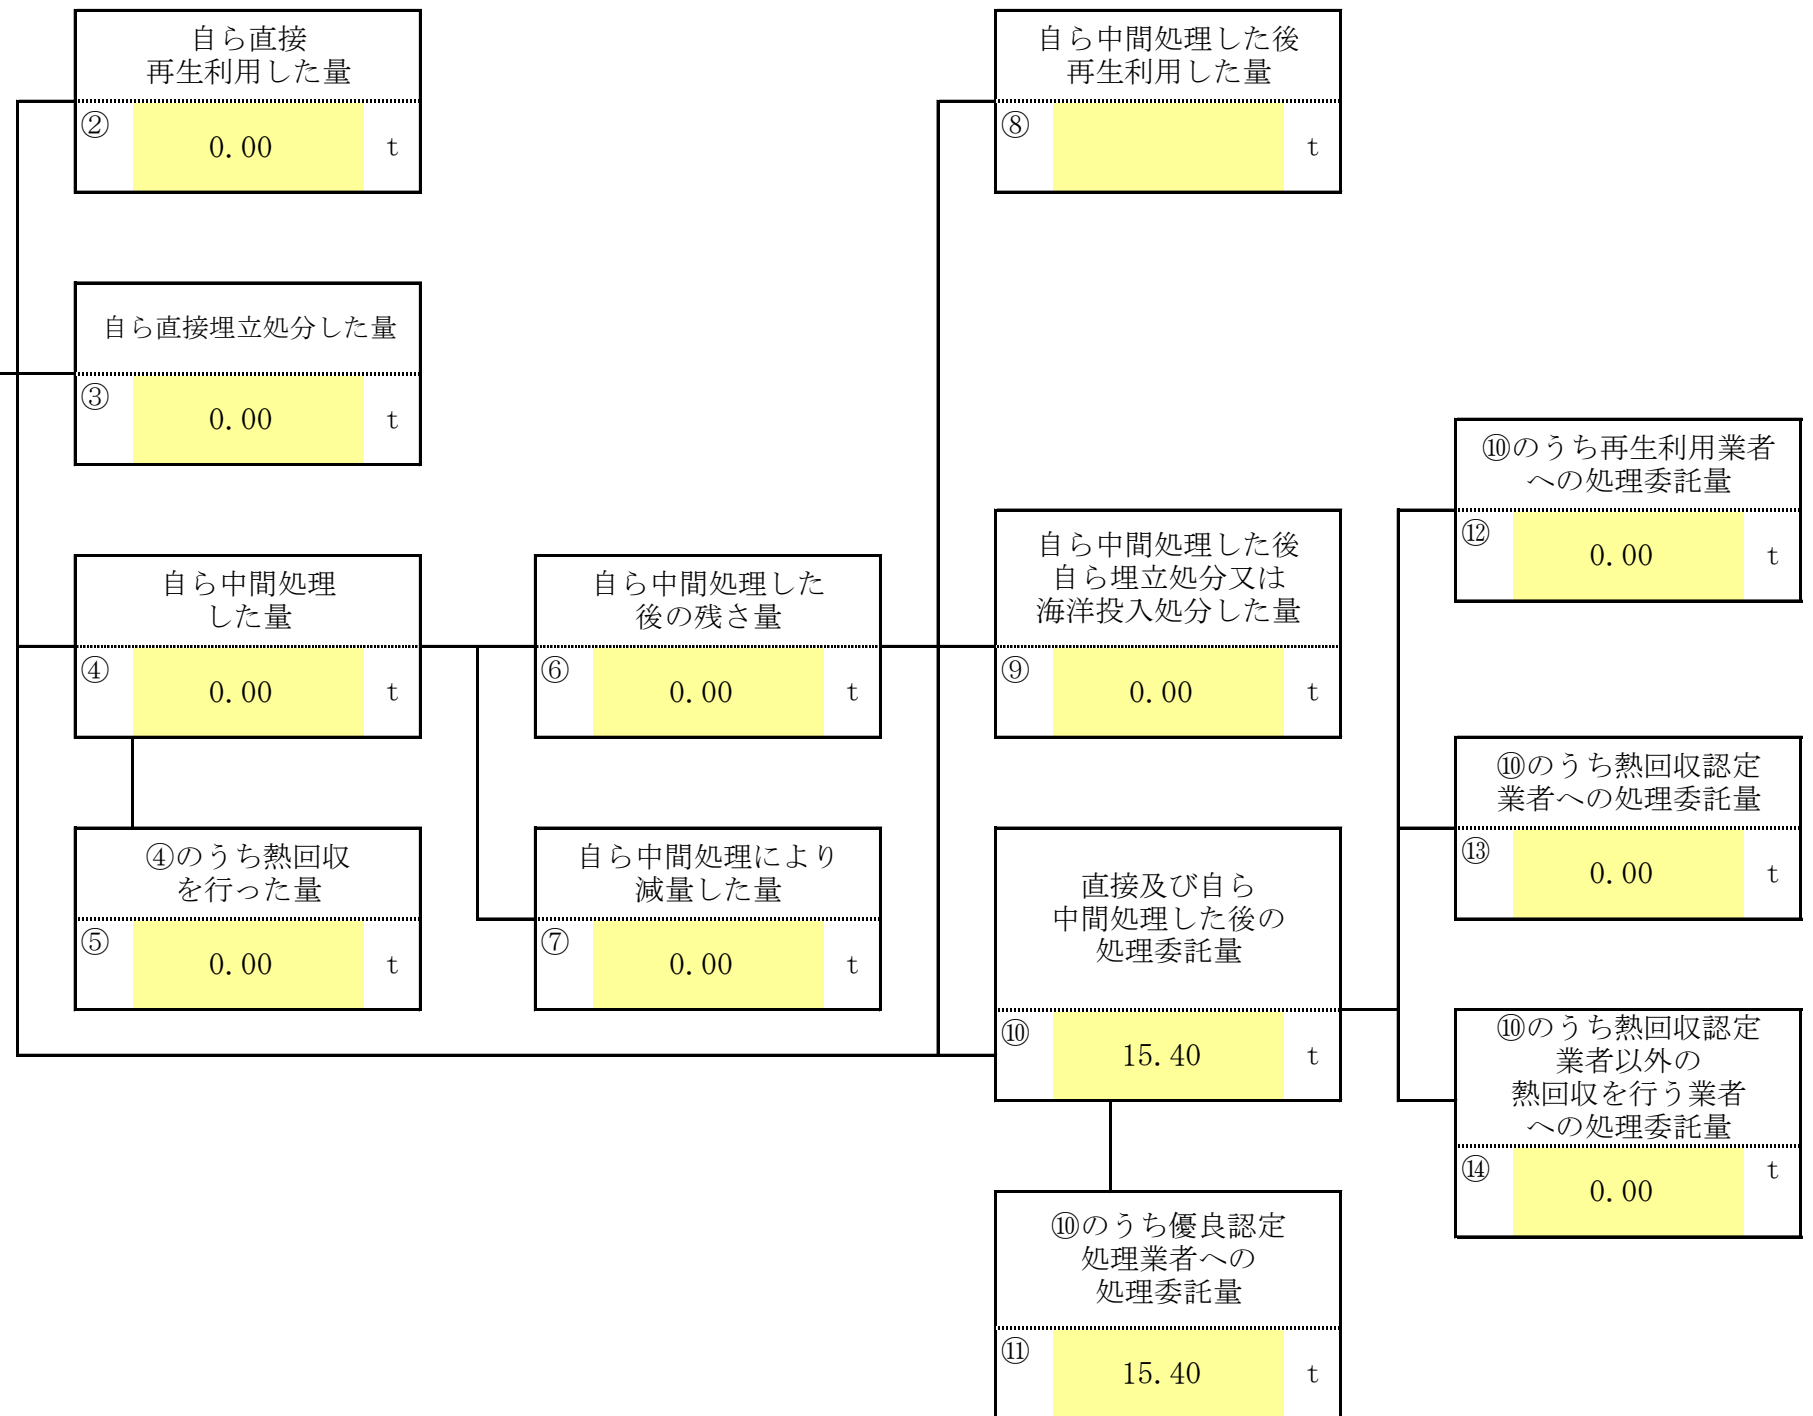 自ら直接
再生利用した量
②
0.00
t
自ら中間処理した後
再生利用した量
⑧
t
自ら直接埋立処分した量
③
0.00
t
⑩のうち再生利用業者
への処理委託量
⑫
0.00
t
自ら中間処理
した量
④
0.00
t
自ら中間処理した
後の残さ量
⑥
0.00
t
自ら中間処理した後
自ら埋立処分又は
海洋投入処分した量
⑨
0.00
t
⑩のうち熱回収認定
業者への処理委託量
⑬
0.00
t
④のうち熱回収
を行った量
⑤
0.00
t
自ら中間処理により
減量した量
⑦
0.00
t
直接及び自ら
中間処理した後の
処理委託量
⑩
15.40
t
⑩のうち熱回収認定
業者以外の
熱回収を行う業者
への処理委託量
⑭
0.00
t
⑩のうち優良認定
処理業者への
処理委託量
⑪
15.40
t